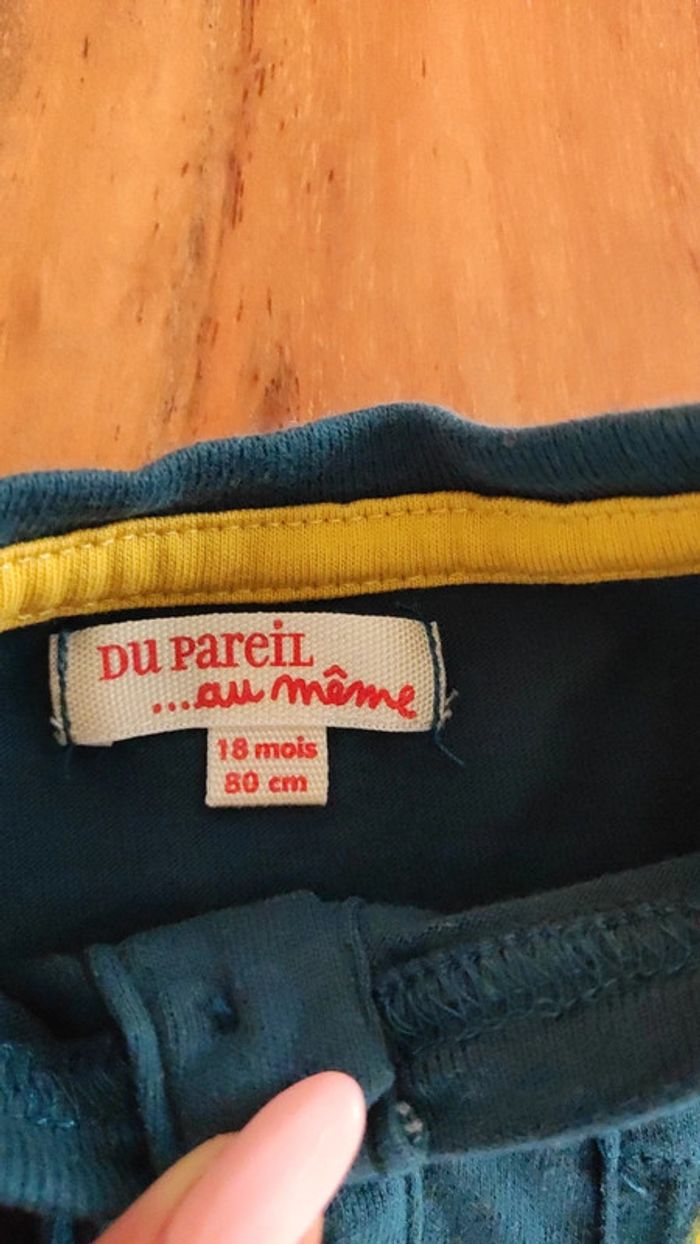 DU PAREIL
...au même
18 mois
80 cm